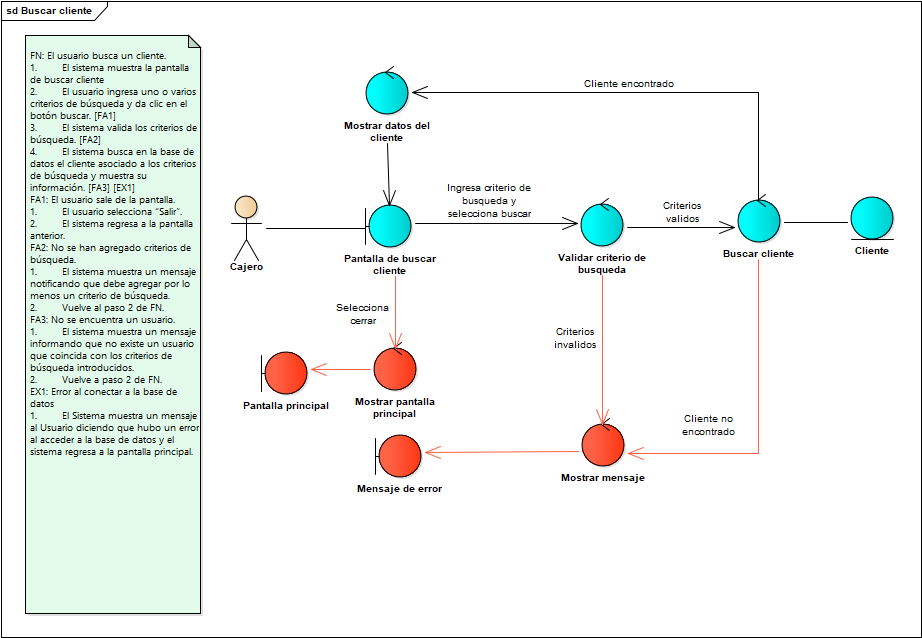 sd Buscar cliente
FN: El usuario busca un cliente.
1. El sistema muestra la pantalla
de buscar cliente
2. El usuario ingresa uno o varios
criterios de búsqueda y da clic en el
botón buscar. [FA1]
3. El sistema valida los criterios de
búsqueda. [FA2]
4. El sistema busca en la base de
datos el cliente asociado a los criterios
de búsqueda y muestra su
información. [FA3] [EX1]
FA1: El usuario sale de la pantalla.
1. El usuario selecciona “Salir”.
2. El sistema regresa a la pantalla
anterior.
FA2: No se han agregado criterios de
búsqueda.
1. El sistema muestra un mensaje
notificando que debe agregar por lo
menos un criterio de búsqueda.
2. Vuelve al paso 2 de FN.
FA3: No se encuentra un usuario.
1. El sistema muestra un mensaje
informando que no existe un usuario
que coincida con los criterios de
búsqueda introducidos.
2. Vuelve a paso 2 de FN.
EX1: Error al conectar a la base de
datos
1. El Sistema muestra un mensaje
al Usuario diciendo que hubo un error
al acceder a la base de datos y el
sistema regresa a la pantalla principal.
Cliente encontrado
Mostrar datos del
cliente
Ingresa criterio de
busqueda y
selecciona buscar
Criterios
validos
Cajero
Pantalla de buscar
cliente
Validar criterio de
busqueda
Buscar cliente
Cliente
Selecciona
cerrar
Criterios
invalidos
Pantalla principal
Mostrar pantalla
principal
Cliente no
encontrado
Mensaje de error
Mostrar mensaje